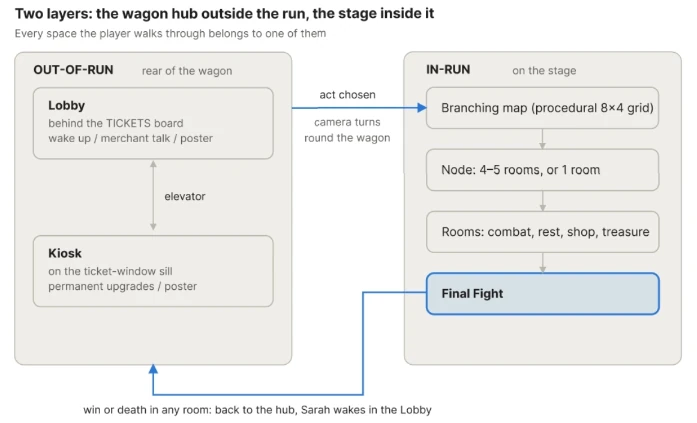 Two layers: the wagon hub outside the run, the stage inside it
Every space the player walks through belongs to one of them
OUT-OF-RUN rear of the wagon
Lobby
behind the TICKETS board
wake up / merchant talk / poster
elevator
Kiosk
on the ticket-window sill
permanent upgrades / poster
act chosen
camera turns
round the wagon
IN-RUN on the stage
Branching map (procedural 8×4 grid)
Node: 4–5 rooms, or 1 room
Rooms: combat, rest, shop, treasure
Final Fight
win or death in any room: back to the hub, Sarah wakes in the Lobby